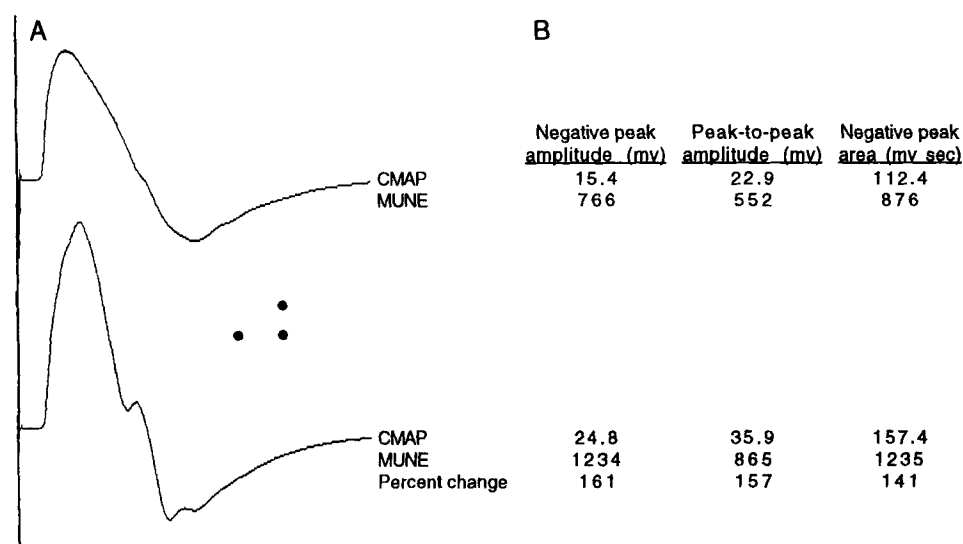 A
B
Negative peak Peak-to-peak Negative peak
amplitude (mv) amplitude (mv) area (mv sec)
CMAP 15.4 22.9 112.4
MUNE 766 552 876
CMAP 24.8 35.9 157.4
MUNE 1234 865 1235
Percent change 161 157 141